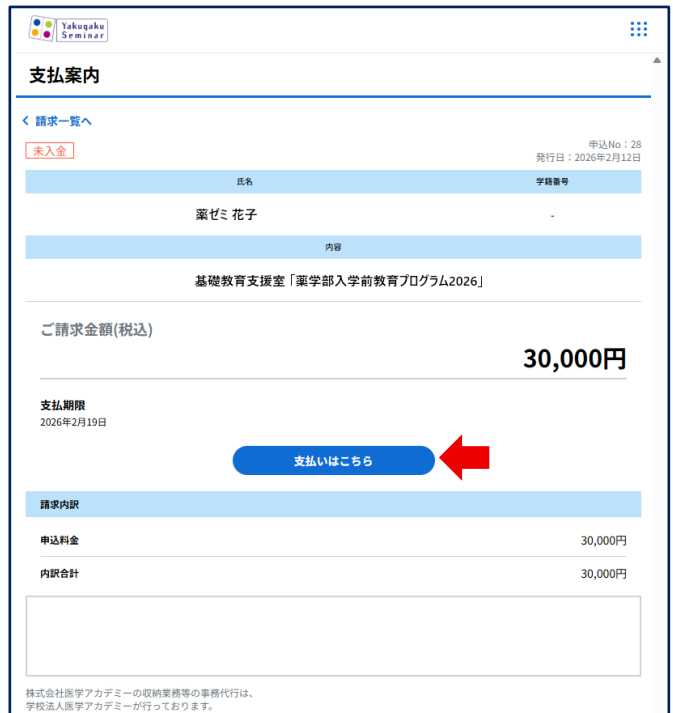 Yakugaku
Seminar
支払案内
請求一覧へ
未入金
申込No：28
発行日：2026年2月12日
氏名 学籍番号
薬ゼミ 花子 -
内容
基礎教育支援室「薬学部入学前教育プログラム2026」
ご請求金額(税込)
30,000円
支払期限
2026年2月19日
支払いはこちら
請求内訳
申込料金 30,000円
内訳合計 30,000円
株式会社医学アカデミーの収納業務等の事務代行は、
学校法人医学アカデミーが行っております。